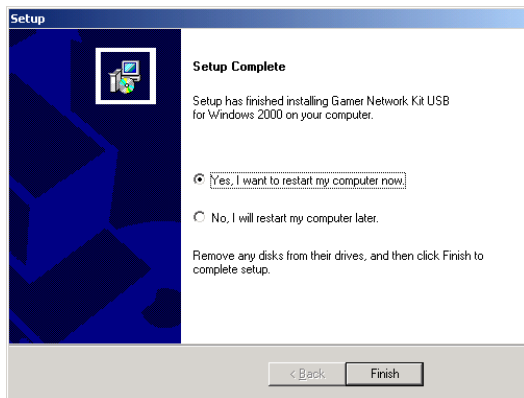 Setup
Setup Complete
Setup has finished installing Gamer Network Kit USB
for Windows 2000 on your computer.
Yes, I want to restart my computer now.
No, I will restart my computer later.
Remove any disks from their drives, and then click Finish to
complete setup.
< Back
Finish